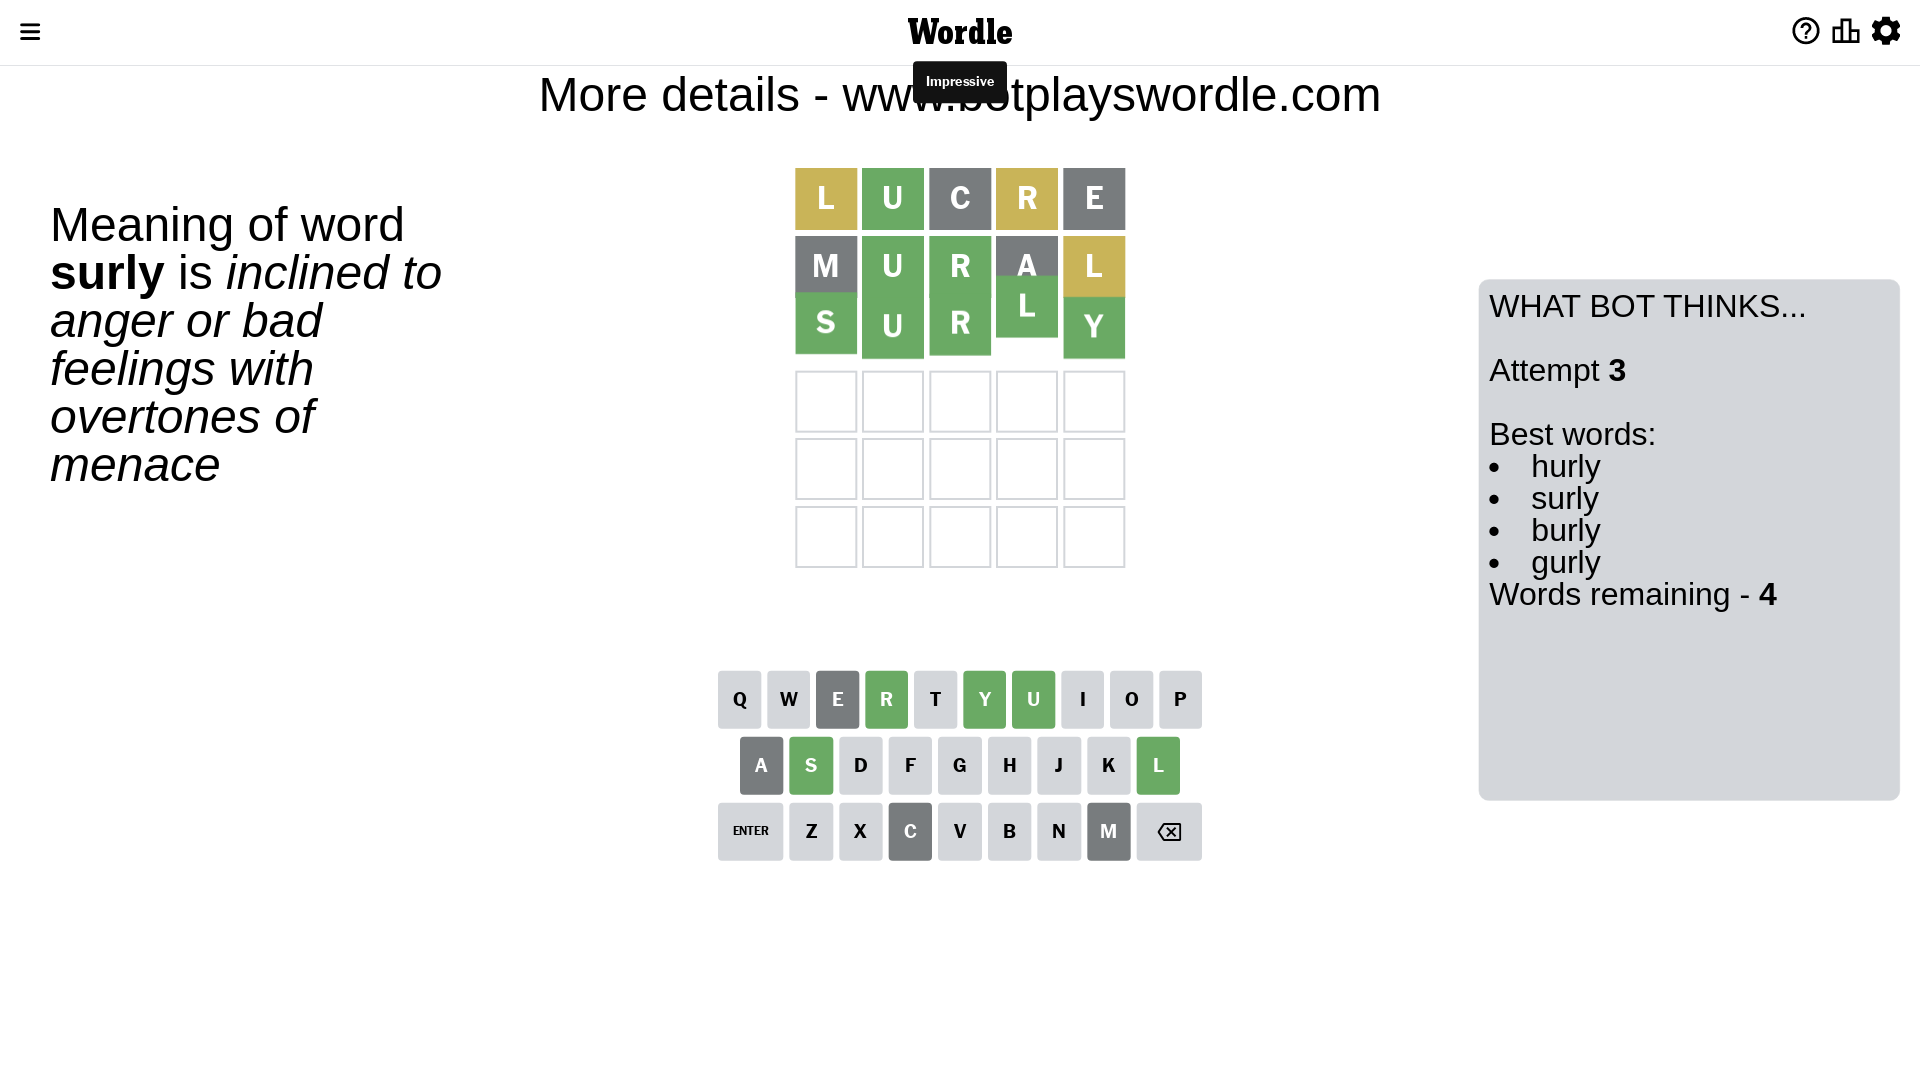 Wordle
Impressive
More details - www.botplayswordle.com
Meaning of word
surly is inclined to
anger or bad
feelings with
overtones of
menace
L U C R E
M U R A L
S U R L Y
WHAT BOT THINKS...
Attempt 3
Best words:
• hurly
• surly
• burly
• gurly
Words remaining - 4
Q W E R T Y U I O P
A S D F G H J K L
ENTER Z X C V B N M